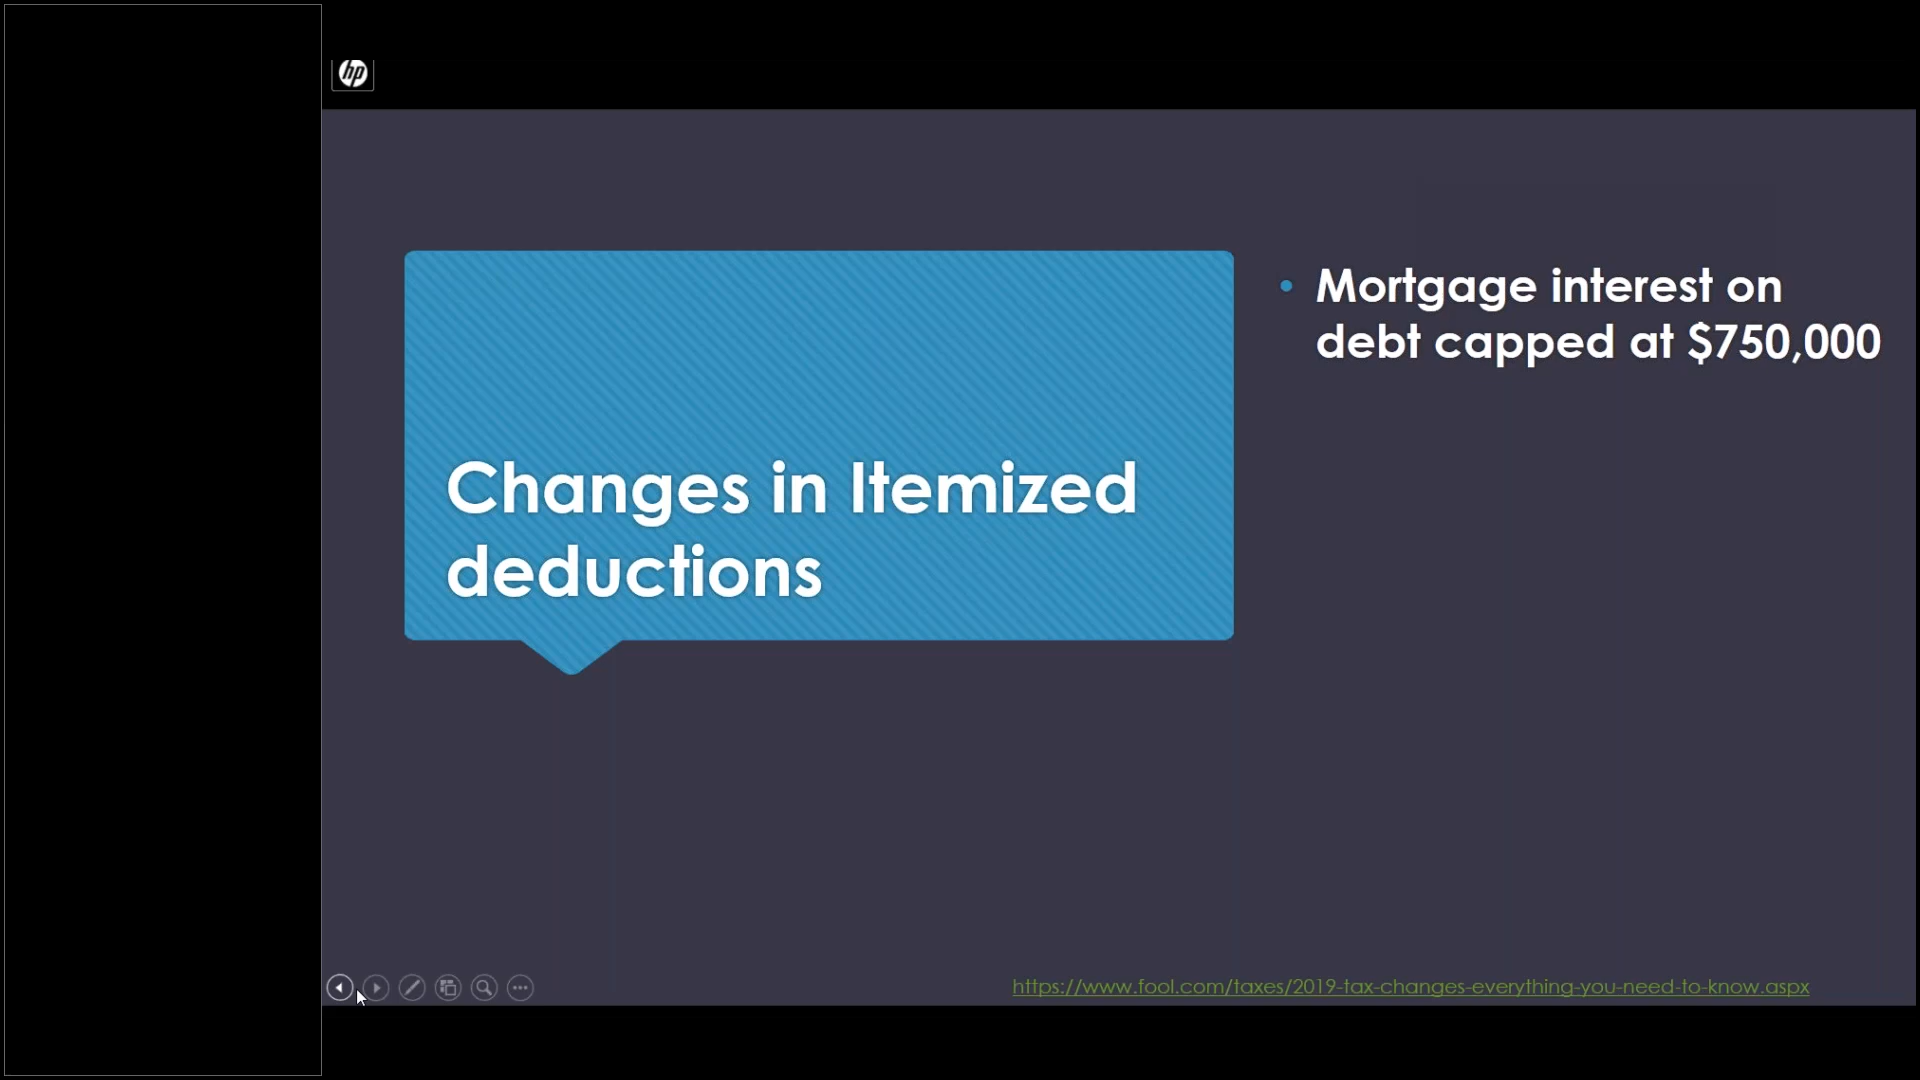 hp
Changes in Itemized
deductions
• Mortgage interest on
debt capped at $750,000
https://www.fool.com/taxes/2019-tax-changes-everything-you-need-to-know.aspx